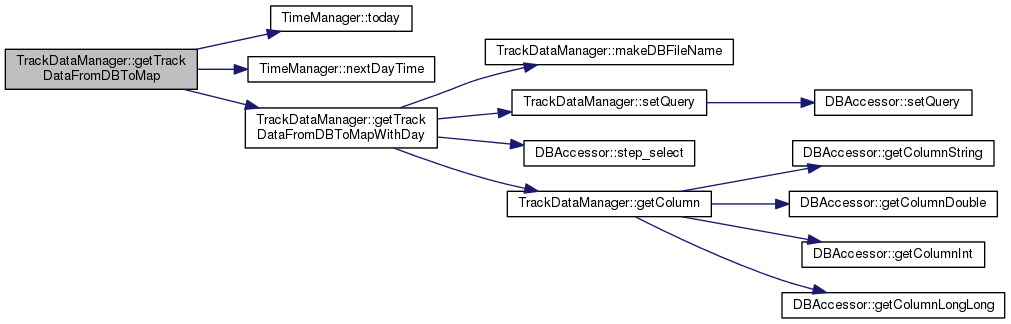 TimeManager::today
TrackDataManager::getTrack
DataFromDBToMap
TimeManager::nextDayTime
TrackDataManager::getTrack
DataFromDBToMapWithDay
TrackDataManager::makeDBFileName
TrackDataManager::setQuery
DBAccessor::setQuery
DBAccessor::step_select
TrackDataManager::getColumn
DBAccessor::getColumnString
DBAccessor::getColumnDouble
DBAccessor::getColumnInt
DBAccessor::getColumnLongLong